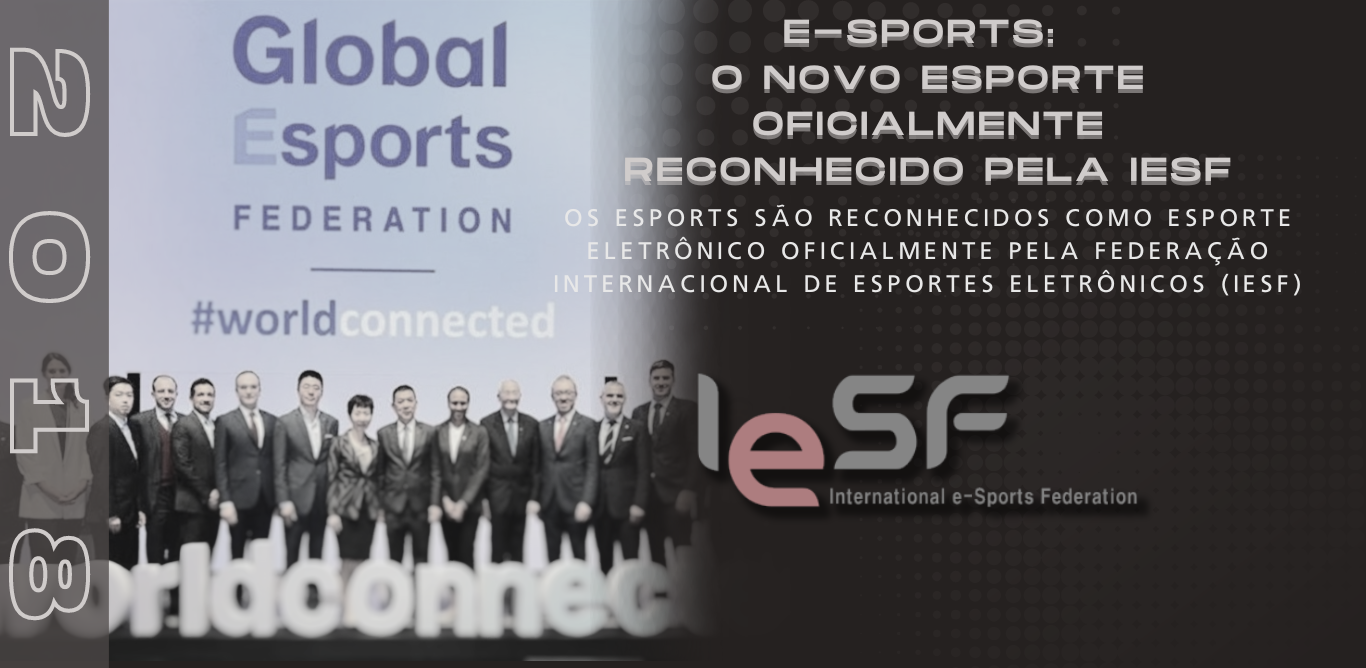 2018
Global
Esports
FEDERATION
#worldconnected
orldconnec
E-SPORTS:
O NOVO ESPORTE
OFICIALMENTE
RECONHECIDO PELA IESF
OS ESPORTS SÃO RECONHECIDOS COMO ESPORTE
ELETRÔNICO OFICIALMENTE PELA FEDERAÇÃO
INTERNACIONAL DE ESPORTES ELETRÔNICOS (IESF)
IeSF
International e-Sports Federation